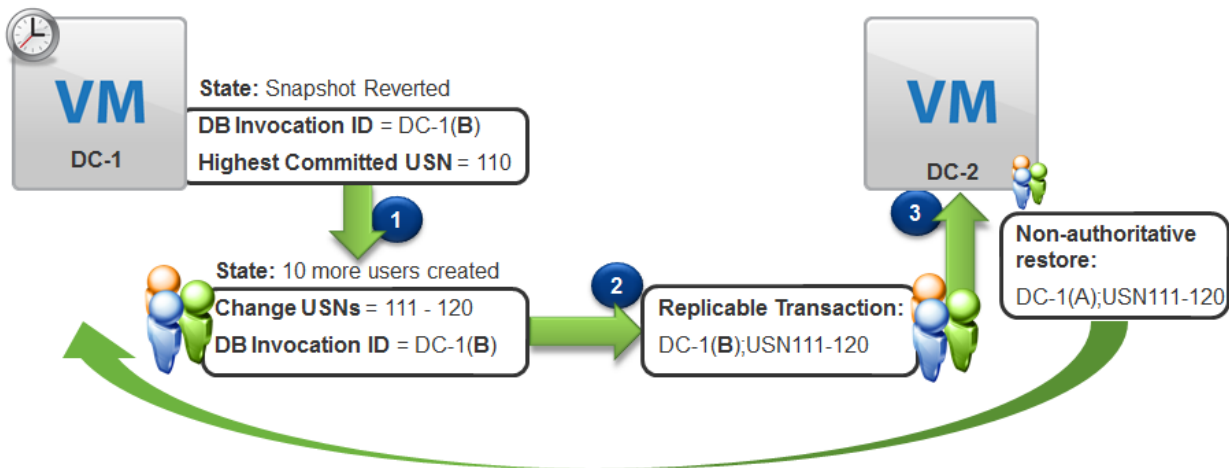 VM
DC-1
State: Snapshot Reverted
DB Invocation ID = DC-1(B)
Highest Committed USN = 110
1
State: 10 more users created
Change USNs = 111 - 120
DB Invocation ID = DC-1(B)
2
Replicable Transaction:
DC-1(B);USN111-120
3
VM
DC-2
Non-authoritative
restore:
DC-1(A);USN111-120